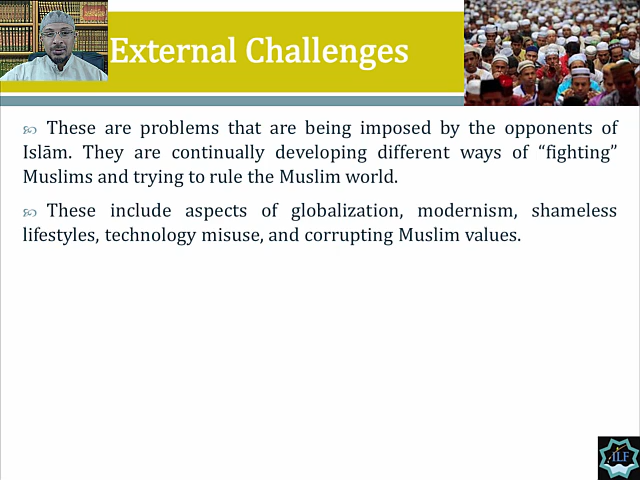 External Challenges
These are problems that are being imposed by the opponents of
Islām. They are continually developing different ways of “fighting”
Muslims and trying to rule the Muslim world.
These include aspects of globalization, modernism, shameless
lifestyles, technology misuse, and corrupting Muslim values.
ILF